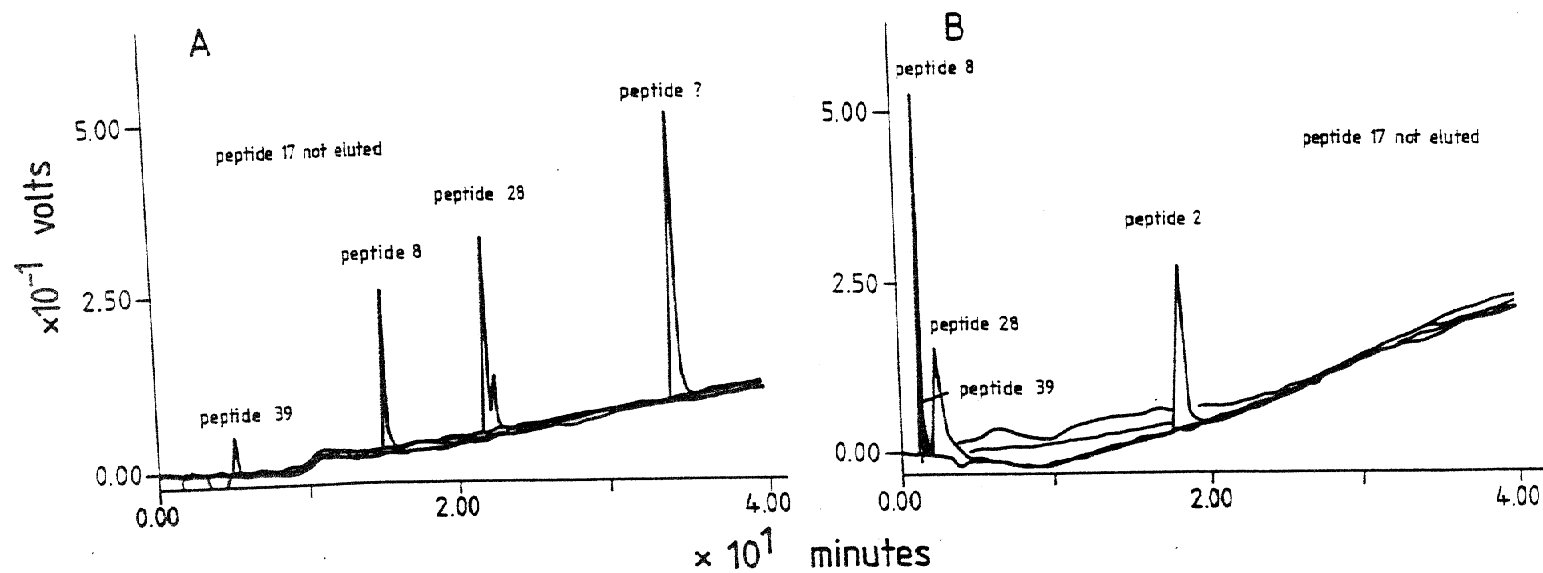 A
peptide ?
5.00
peptide 17 not eluted
peptide 28
peptide 8
2.50
peptide 39
0.00
0.00
2.00
4.00
×10⁻¹ volts
B
peptide 8
5.00
peptide 17 not eluted
peptide 2
2.50
peptide 28
peptide 39
0.00
0.00
2.00
4.00
× 10¹ minutes